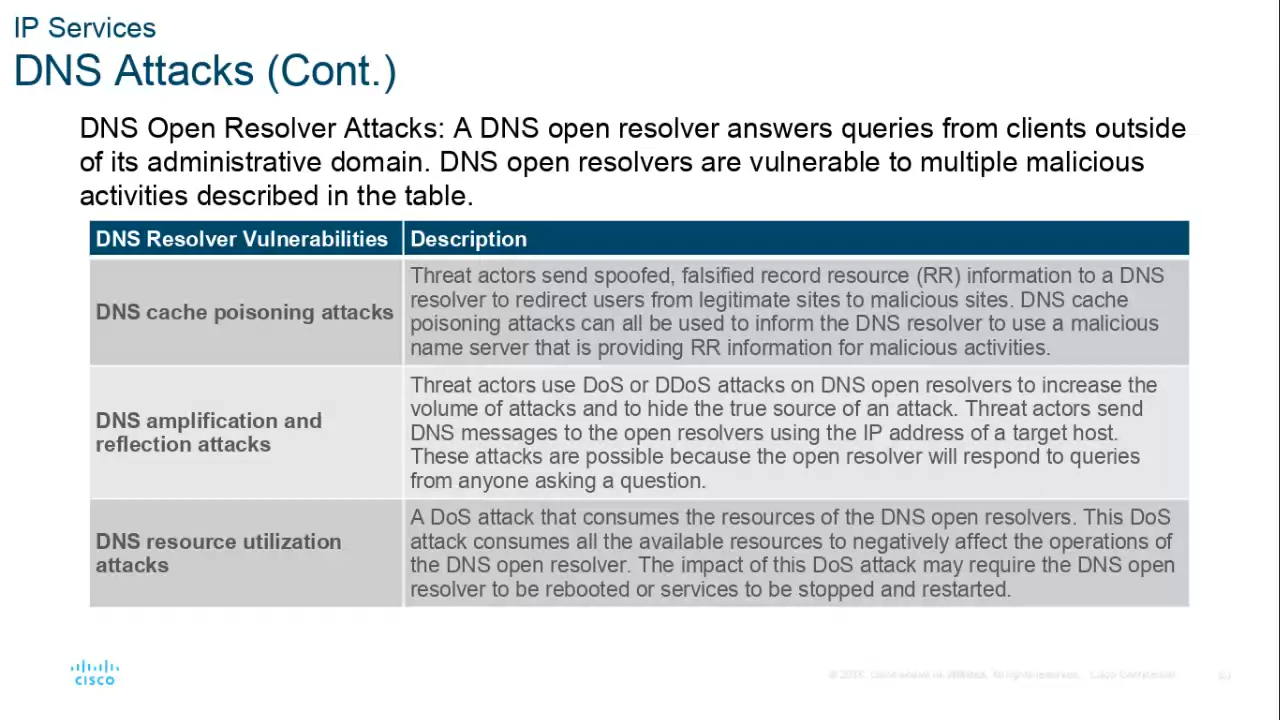 IP Services
DNS Attacks (Cont.)
DNS Open Resolver Attacks: A DNS open resolver answers queries from clients outside
of its administrative domain. DNS open resolvers are vulnerable to multiple malicious
activities described in the table.
DNS Resolver Vulnerabilities
Description
DNS cache poisoning attacks
Threat actors send spoofed, falsified record resource (RR) information to a DNS
resolver to redirect users from legitimate sites to malicious sites. DNS cache
poisoning attacks can all be used to inform the DNS resolver to use a malicious
name server that is providing RR information for malicious activities.
DNS amplification and
reflection attacks
Threat actors use DoS or DDoS attacks on DNS open resolvers to increase the
volume of attacks and to hide the true source of an attack. Threat actors send
DNS messages to the open resolvers using the IP address of a target host.
These attacks are possible because the open resolver will respond to queries
from anyone asking a question.
DNS resource utilization
attacks
A DoS attack that consumes the resources of the DNS open resolvers. This DoS
attack consumes all the available resources to negatively affect the operations of
the DNS open resolver. The impact of this DoS attack may require the DNS open
resolver to be rebooted or services to be stopped and restarted.
CISCO